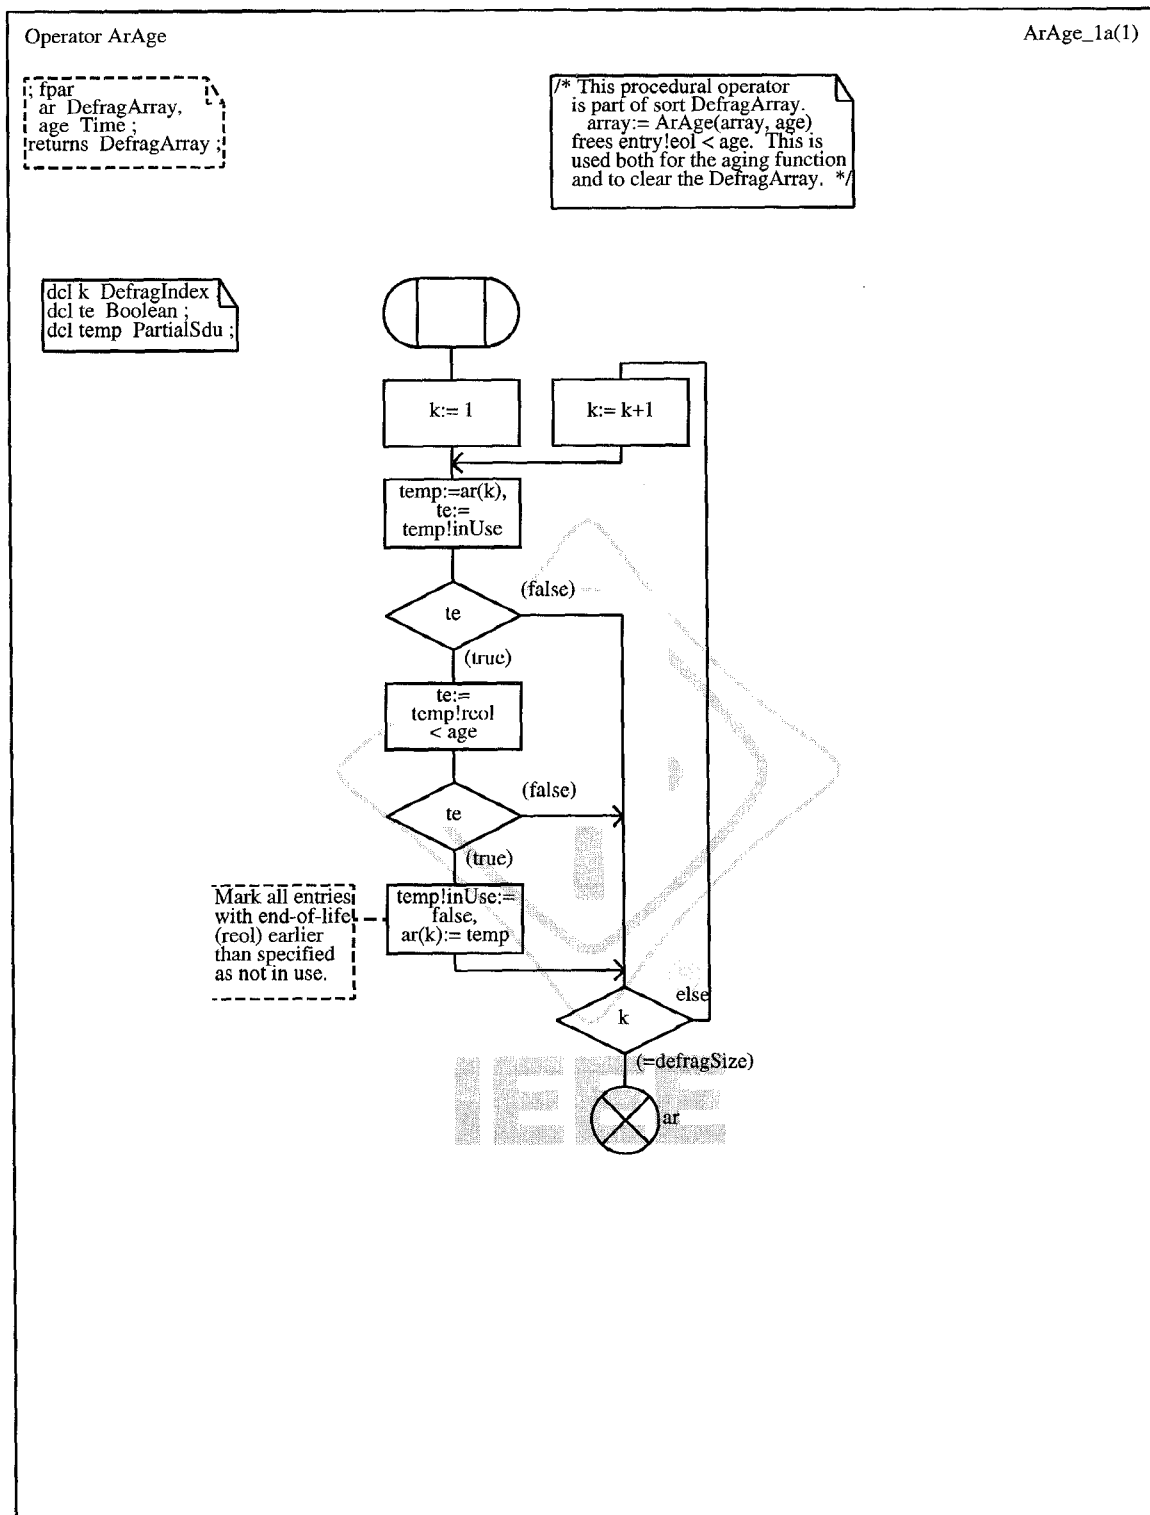 Operator ArAge
ArAge_1a(1)
; fpar
ar DefragArray,
age Time ;
returns DefragArray ;
/* This procedural operator
is part of sort DefragArray.
array:= ArAge(array, age)
frees entry!eol < age. This is
used both for the aging function
and to clear the DefragArray. */
dcl k DefragIndex
dcl te Boolean ;
dcl temp PartialSdu ;
k:= 1
k:= k+1
temp:=ar(k),
te:=
temp!inUse
te
(false)
(true)
te:=
temp!reol
< age
te
(false)
(true)
Mark all entries
with end-of-life
(reol) earlier
than specified
as not in use.
temp!inUse:=
false,
ar(k):= temp
else
k
(=defragSize)
ar
IEEE